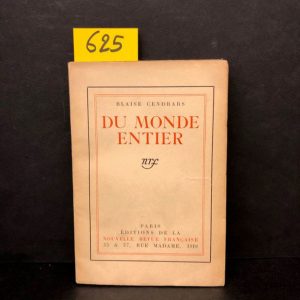 625
BLAISE CENDRARS
DU MONDE
ENTIER
nrf
PARIS
ÉDITIONS DE LA
NOUVELLE REVUE FRANÇAISE
35 & 37, RUE MADAME. 1919